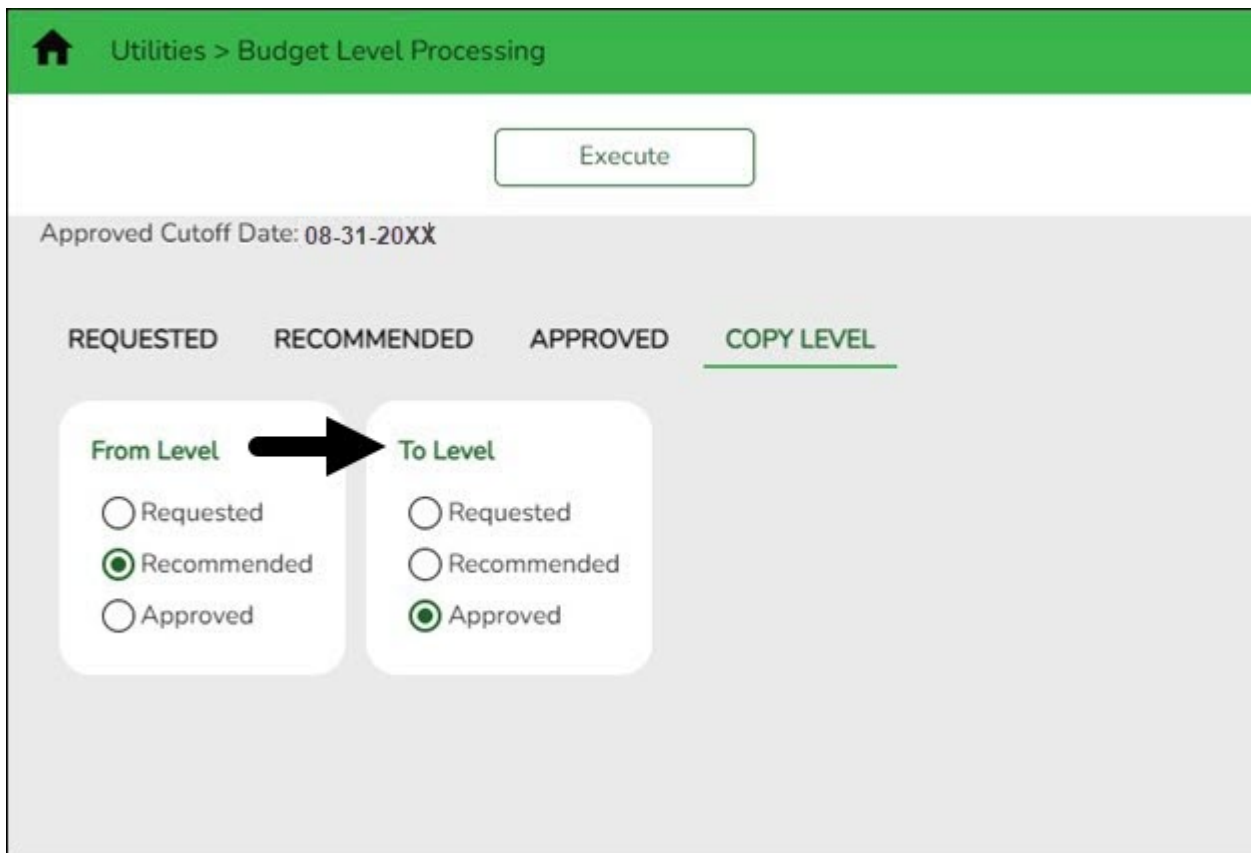 Utilities > Budget Level Processing
Execute
Approved Cutoff Date: 08-31-20XX
REQUESTED RECOMMENDED APPROVED COPY LEVEL
From Level To Level
Requested Requested
Recommended Recommended
Approved Approved